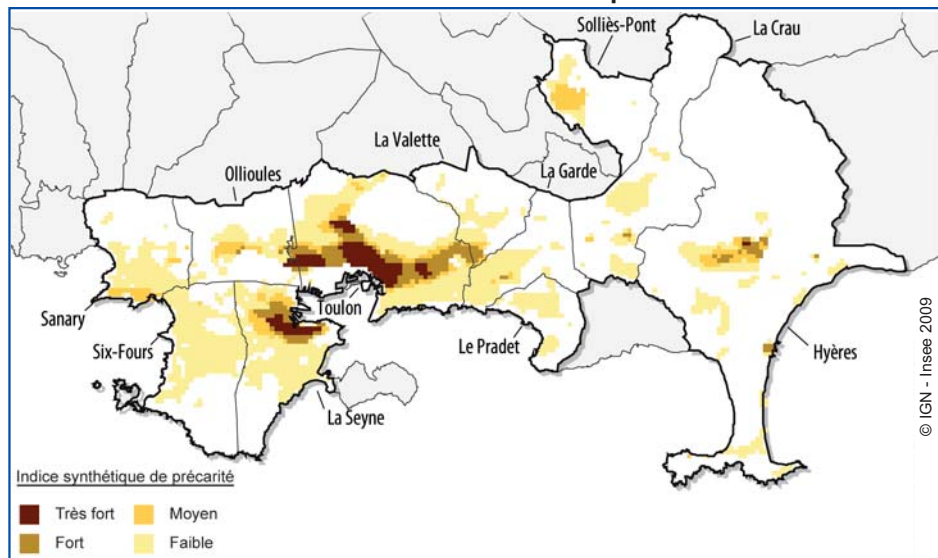 Solliès-Pont
La Crau
La Valette
La Garde
Ollioules
Toulon
Sanary
Six-Fours
Le Pradet
Hyères
La Seyne
© IGN - Insee 2009
Indice synthétique de précarité
Très fort
Moyen
Fort
Faible